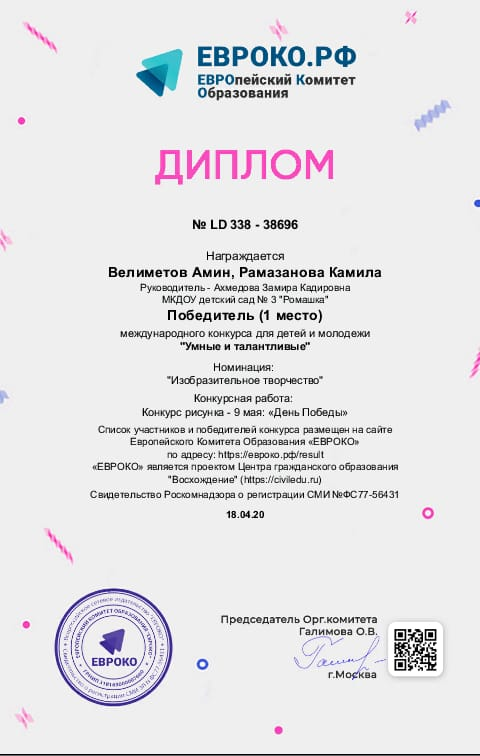 ЕВРОКО.РФ
ЕВРОпейский Комитет
Образования
ДИПЛОМ
№ LD 338 - 38696
Награждается
Велиметов Амин, Рамазанова Камила
Руководитель - Ахмедова Замира Кадировна
МКДОУ детский сад № 3 "Ромашка"
Победитель (1 место)
международного конкурса для детей и молодежи
"Умные и талантливые"
Номинация:
"Изобразительное творчество"
Конкурсная работа:
Конкурс рисунка - 9 мая: «День Победы»
Список участников и победителей конкурса размещен на сайте
Европейского Комитета Образования «ЕВРОКО»
по адресу: https://евроко.рф/result
«ЕВРОКО» является проектом Центра гражданского образования
"Восхождение" (https://civiledu.ru)
Свидетельство Роскомнадзора о регистрации СМИ №ФС77-56431
18.04.20
Председатель Орг.комитета
Галимова О.В.
г.Москва
ЕВРОКО